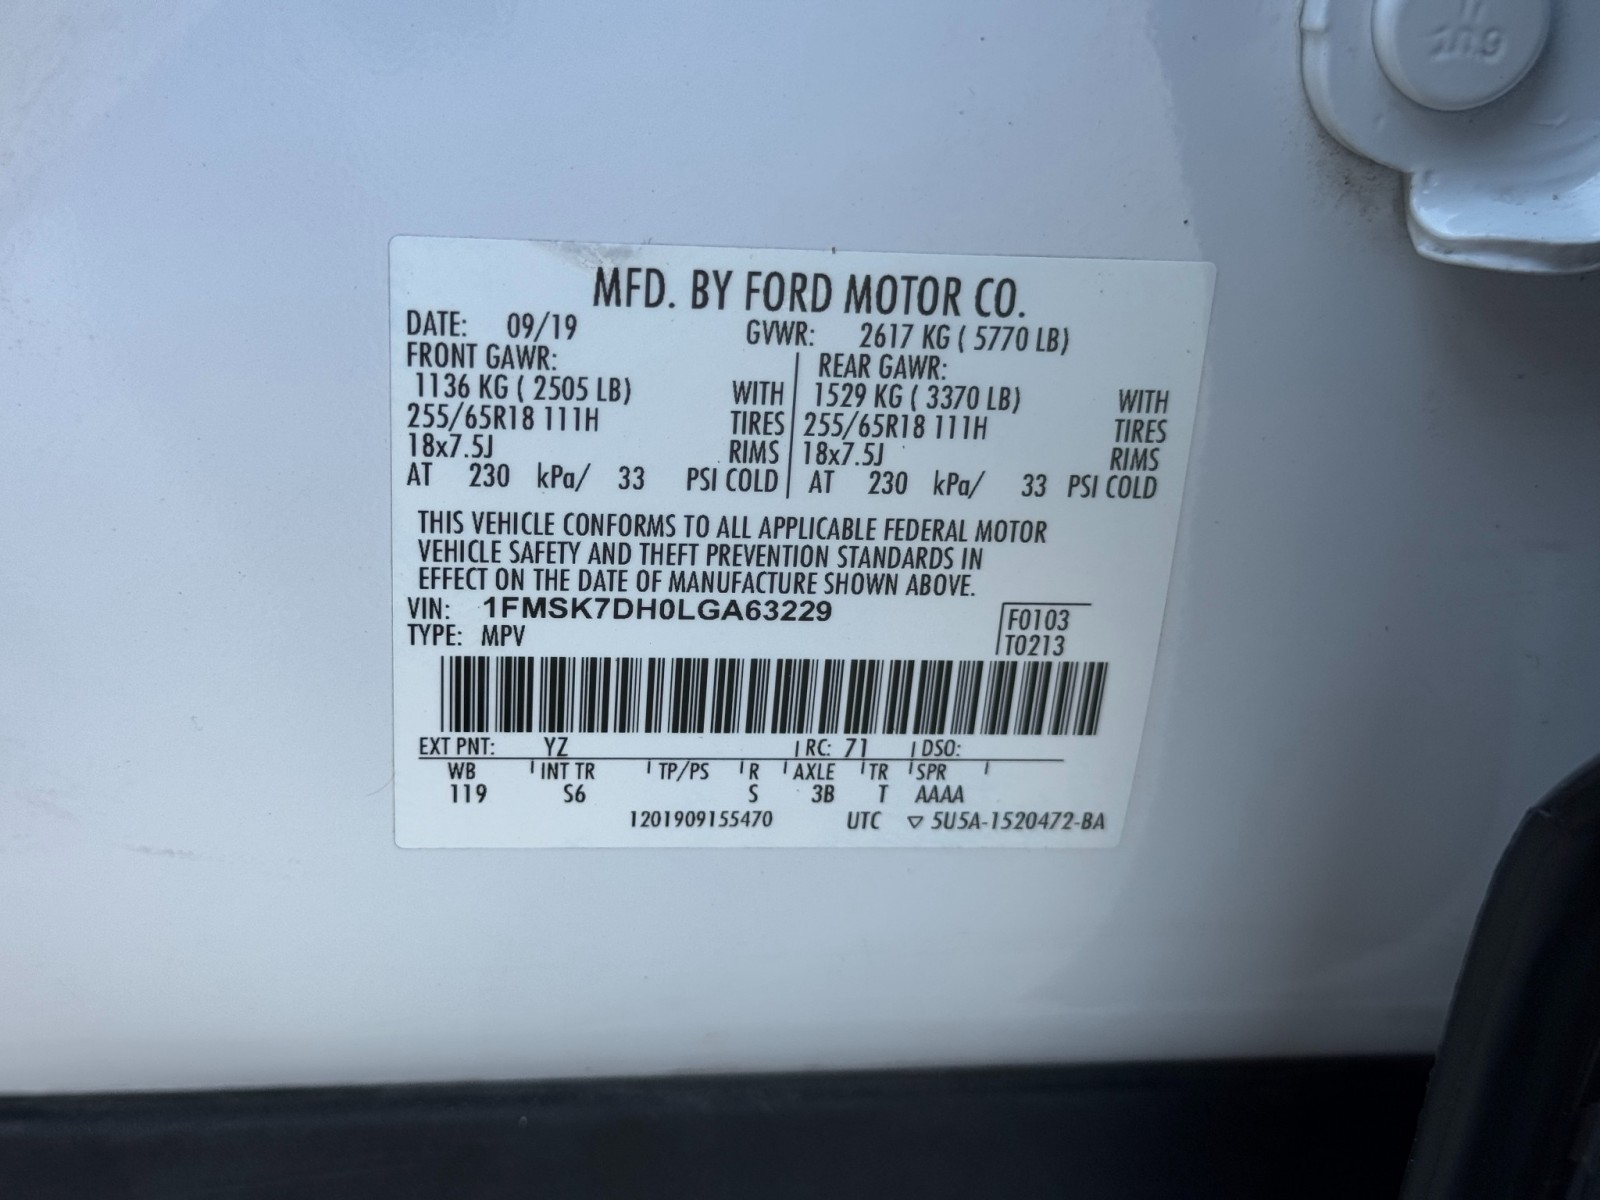 MFD. BY FORD MOTOR CO.
DATE: 09/19 GVWR: 2617 KG ( 5770 LB)
FRONT GAWR: REAR GAWR:
1136 KG ( 2505 LB) WITH 1529 KG ( 3370 LB) WITH
255/65R18 111H TIRES 255/65R18 111H TIRES
18x7.5J RIMS 18x7.5J RIMS
AT 230 kPa/ 33 PSI COLD AT 230 kPa/ 33 PSI COLD
THIS VEHICLE CONFORMS TO ALL APPLICABLE FEDERAL MOTOR
VEHICLE SAFETY AND THEFT PREVENTION STANDARDS IN
EFFECT ON THE DATE OF MANUFACTURE SHOWN ABOVE.
VIN: 1FMSK7DH0LGA63229
F0103
TYPE: MPV
T0213
EXT PNT: YZ RC: 71 DSO:
WB INT TR TP/PS R AXLE TR SPR
119 S6 S 3B T AAAA
1201909155470 UTC ▽ 5U5A-1520472-BA